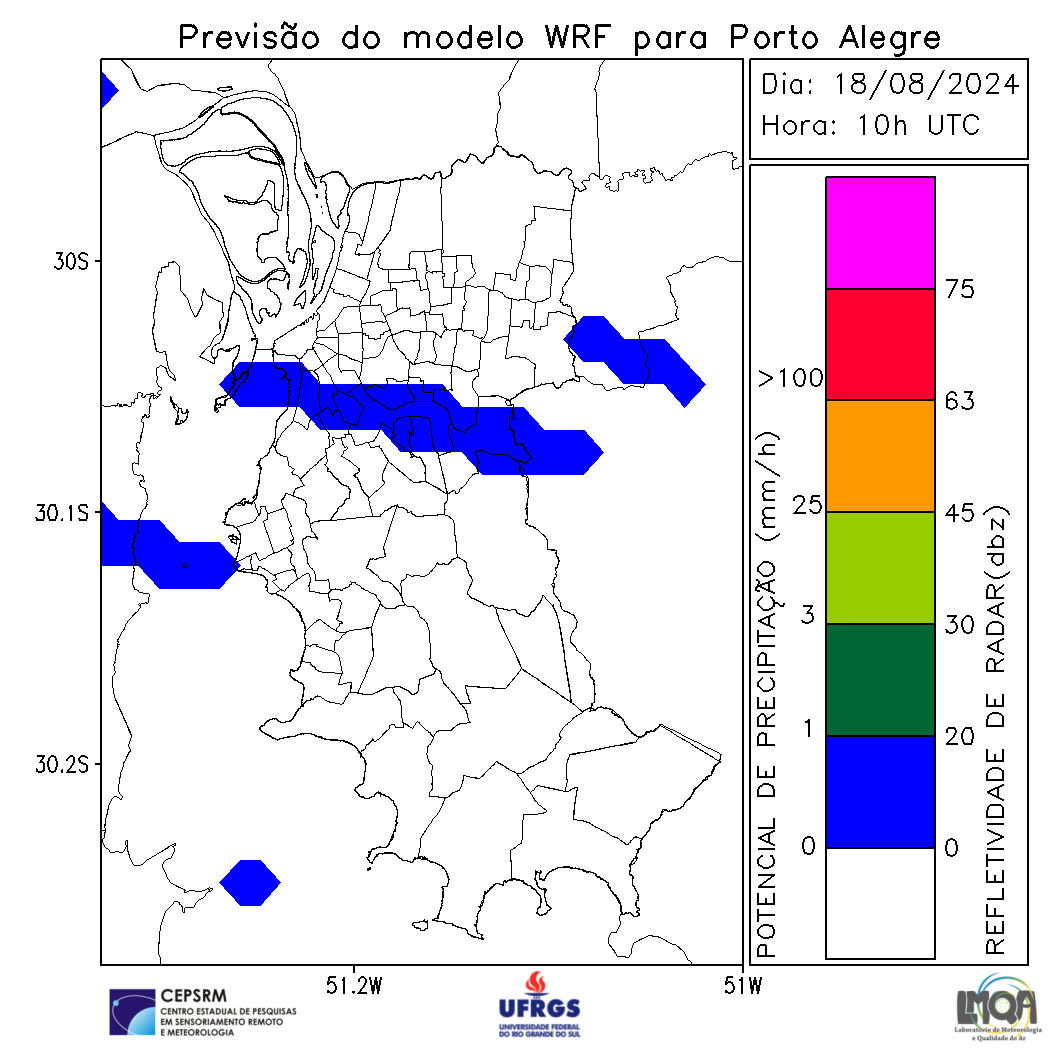 Previsão do modelo WRF para Porto Alegre
Dia: 18/08/2024
Hora: 10h UTC
30S
30.1S
30.2S
51.2W
51W
POTENCIAL DE PRECIPITAÇÃO (mm/h)
>100
25
3
1
0
75
63
45
30
20
0
REFLETIVIDADE DE RADAR(dbz)
CEPSRM
CENTRO ESTADUAL DE PESQUISAS
EM SENSORIAMENTO REMOTO
E METEOROLOGIA
UFRGS
UNIVERSIDADE FEDERAL
DO RIO GRANDE DO SUL
LMQA
Laboratório de Meteorologia
e Qualidade do Ar